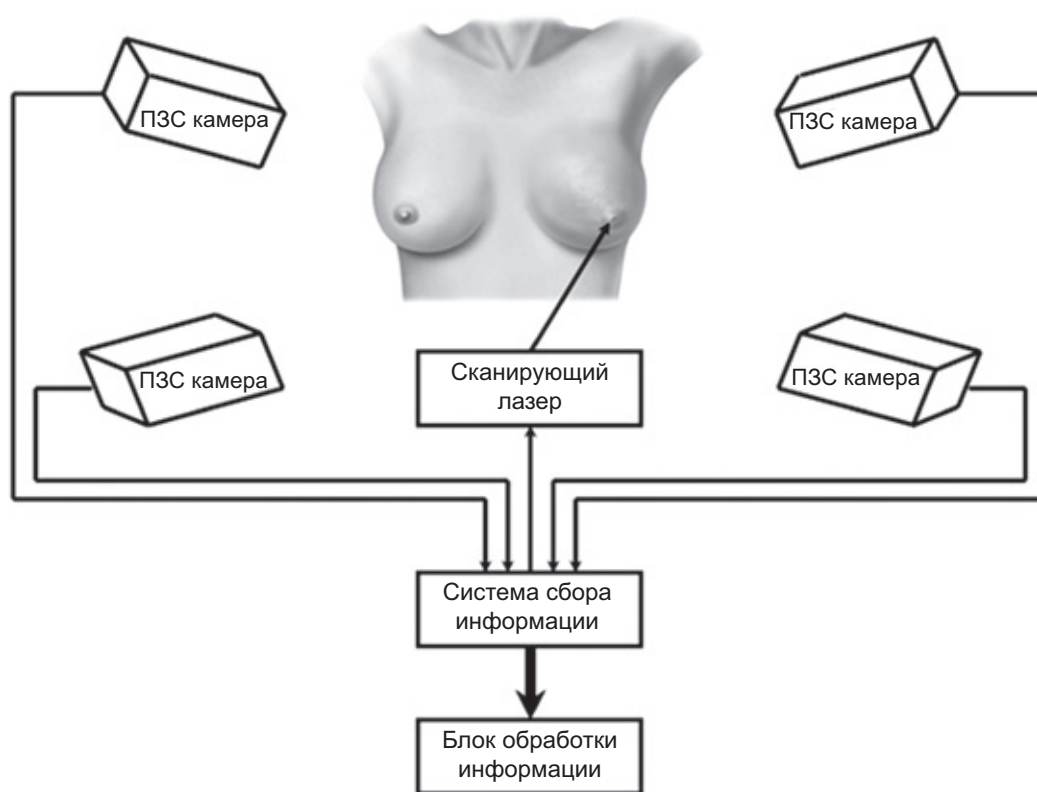 ПЗС камера
ПЗС камера
ПЗС камера
Сканирующий
лазер
ПЗС камера
Система сбора
информации
Блок обработки
информации